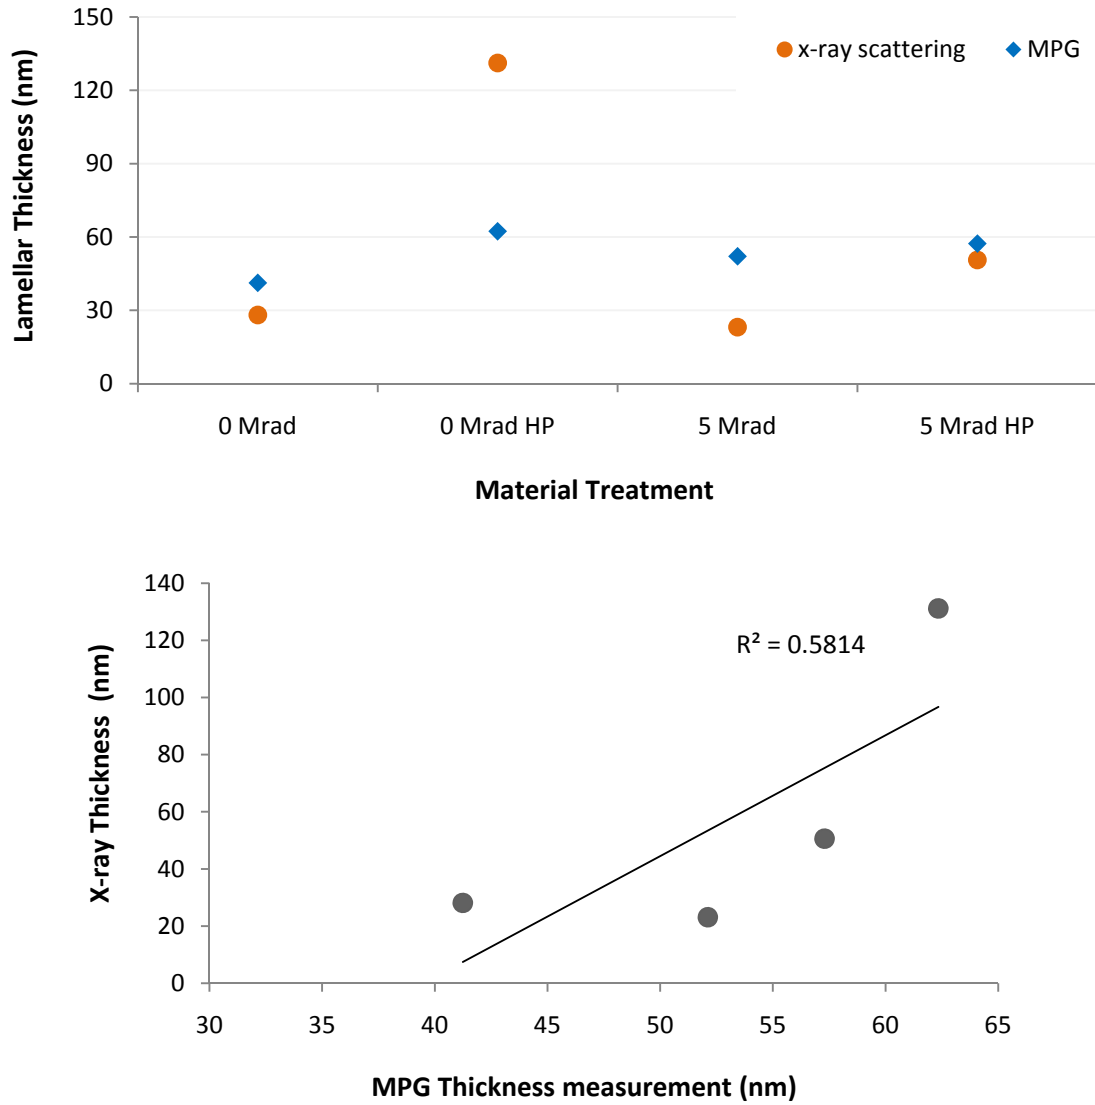 150
x-ray scattering MPG
120
90
60
30
0
Lamellar Thickness (nm)
0 Mrad 0 Mrad HP 5 Mrad 5 Mrad HP
Material Treatment
140
120
R² = 0.5814
100
80
60
40
20
0
X-ray Thickness (nm)
30 35 40 45 50 55 60 65
MPG Thickness measurement (nm)